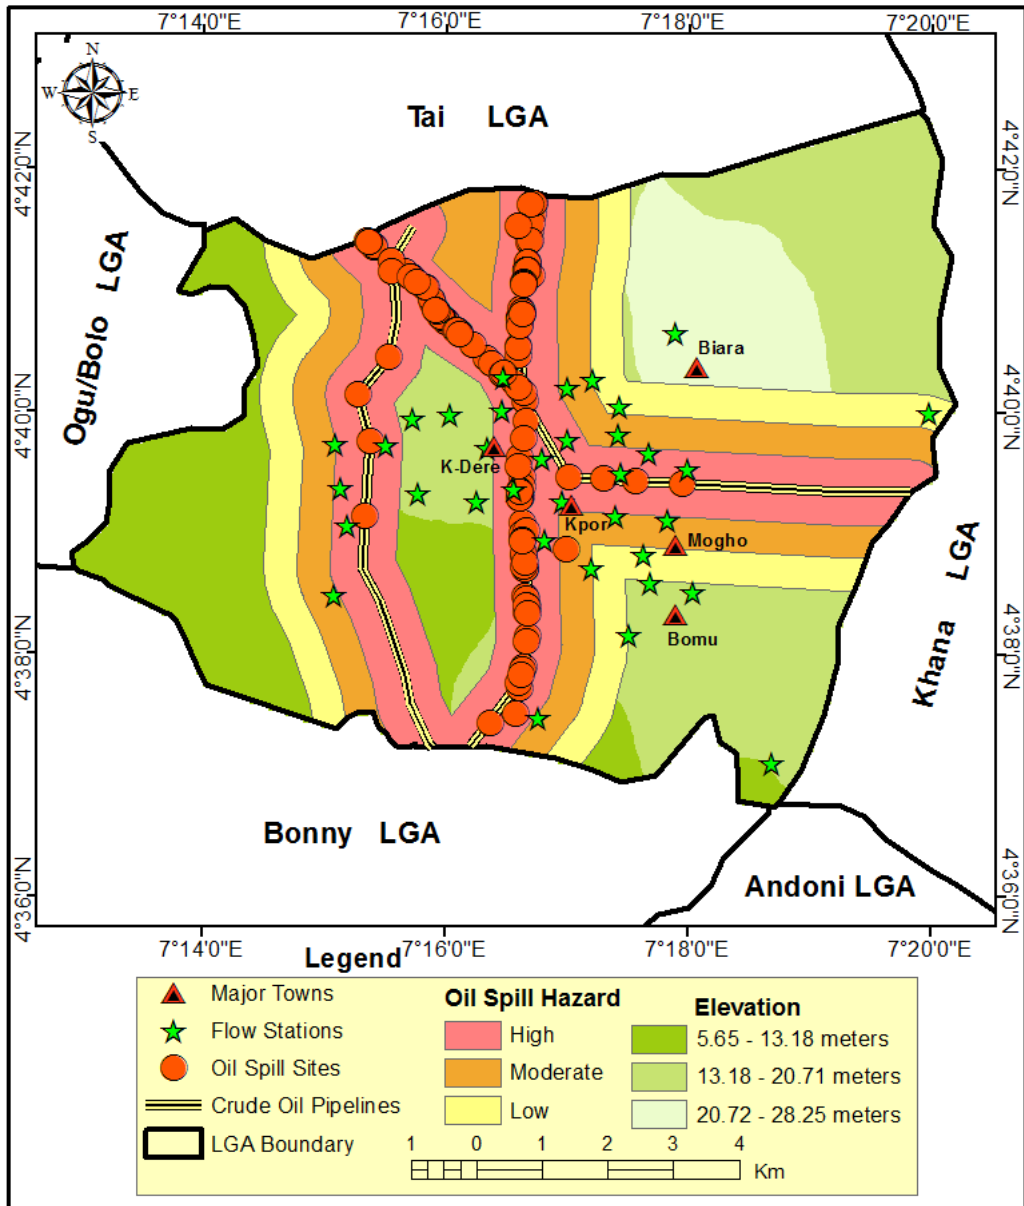 7°14'0"E 7°16'0"E 7°18'0"E 7°20'0"E
N
W E
S
Tai LGA
4°42'0"N 4°42'0"N
Ogu/Bolo LGA
Biara
4°40'0"N 4°40'0"N
K-Dere
Kpor
Mogho
Khana LGA
Bomu
4°38'0"N 4°38'0"N
Bonny LGA
Andoni LGA
4°36'0"N 4°36'0"N
7°14'0"E 7°16'0"E 7°18'0"E 7°20'0"E
Legend
Major Towns
Flow Stations
Oil Spill Sites
Crude Oil Pipelines
LGA Boundary
Oil Spill Hazard
High
Moderate
Low
Elevation
5.65 - 13.18 meters
13.18 - 20.71 meters
20.72 - 28.25 meters
1 0 1 2 3 4
Km